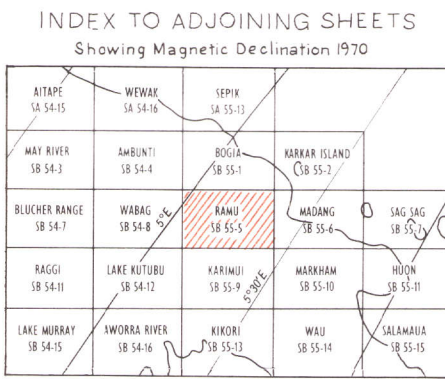 INDEX TO ADJOINING SHEETS
Showing Magnetic Declination 1970
AITAPE
SA 54-15
WEWAK
SA 54-16
SEPIK
SA 55-13
MAY RIVER
SB 54-3
AMBUNTI
SB 54-4
BOGIA
SB 55-1
KARKAR ISLAND
SB 55-2
BLUCHER RANGE
SB 54-7
WABAG
SB 54-8
5°E
RAMU
SB 55-5
MADANG
SB 55-6
SAG SAG
SB 55-7
RAGGI
SB 54-11
LAKE KUTUBU
SB 54-12
KARIMUI
SB 55-9
5°30'E
MARKHAM
SB 55-10
HUON
SB 55-11
LAKE MURRAY
SB 54-15
AWORRA RIVER
SB 54-16
KIKORI
SB 55-13
WAU
SB 55-14
SALAMAUA
SB 55-15